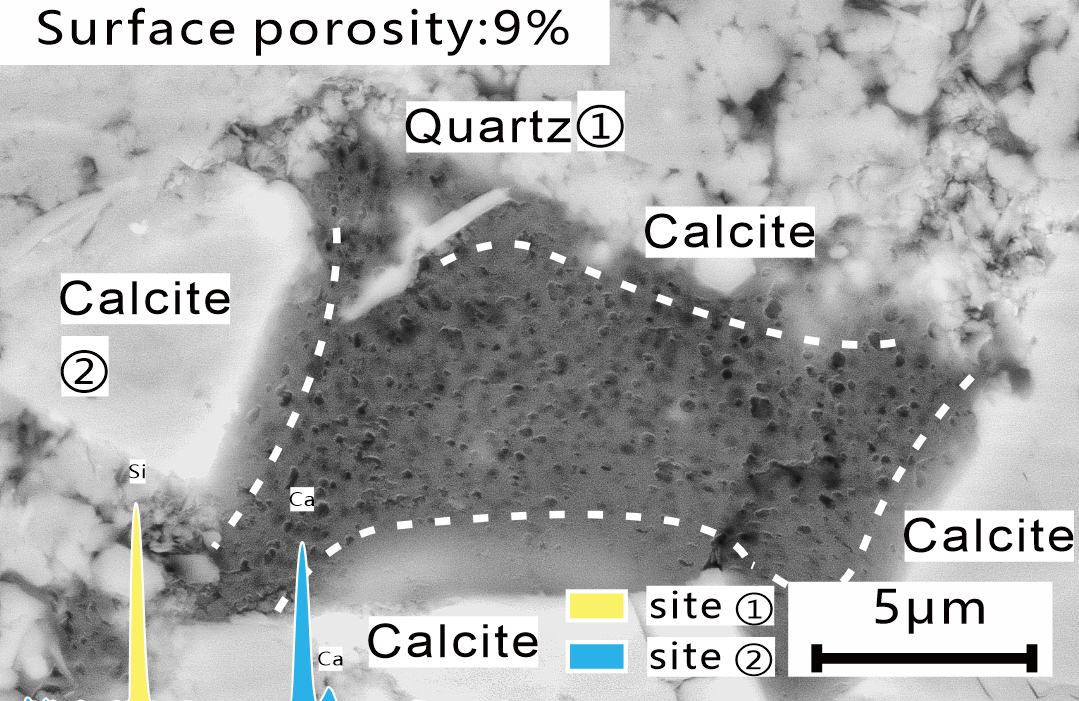 Surface porosity:9%
Quartz①
Calcite
Calcite
②
Si
Ca
Calcite
site ①
5μm
Calcite
site ②
Ca